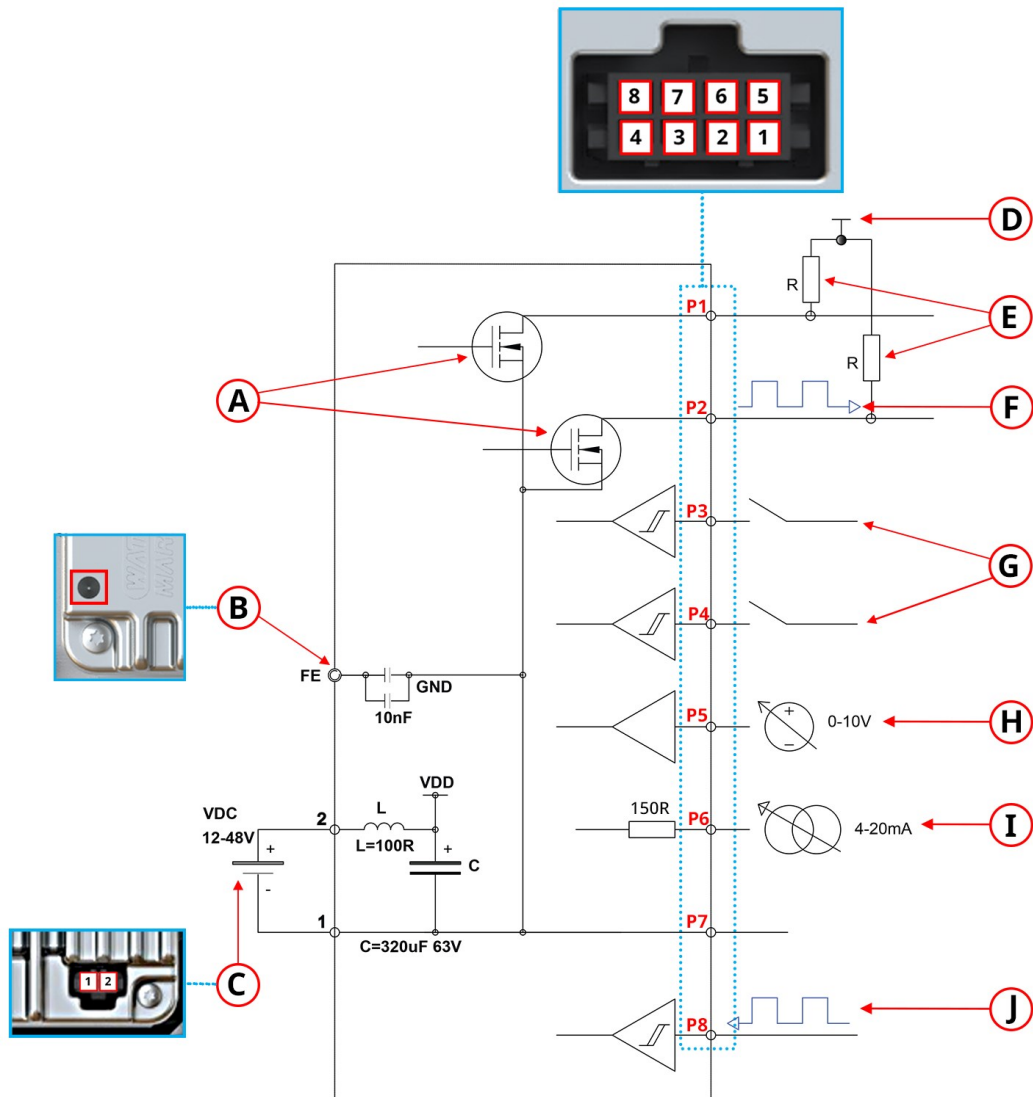 8 7 6 5
4 3 2 1
D
R
E
P1
A
R
P2
F
P3
G
B
P4
FE
GND
10nF
P5
0-10V
H
VDD
VDC
12-48V
2
L
L=100R
+
C
150R
P6
4-20mA
I
+
-
1
C=320uF 63V
P7
1 2
C
P8
J